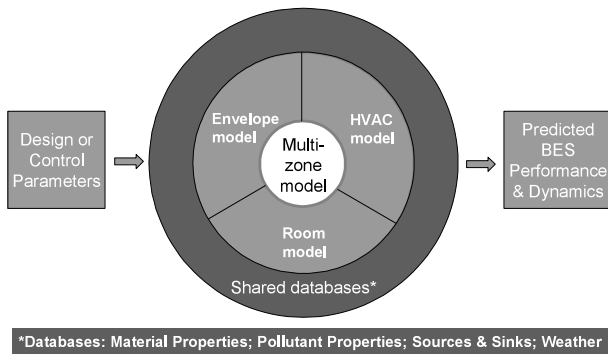 Design or
Control
Parameters
Envelope
model
HVAC
model
Multi-
zone
model
Room
model
Shared databases*
Predicted
BES
Performance
& Dynamics
*Databases: Material Properties; Pollutant Properties; Sources & Sinks; Weather